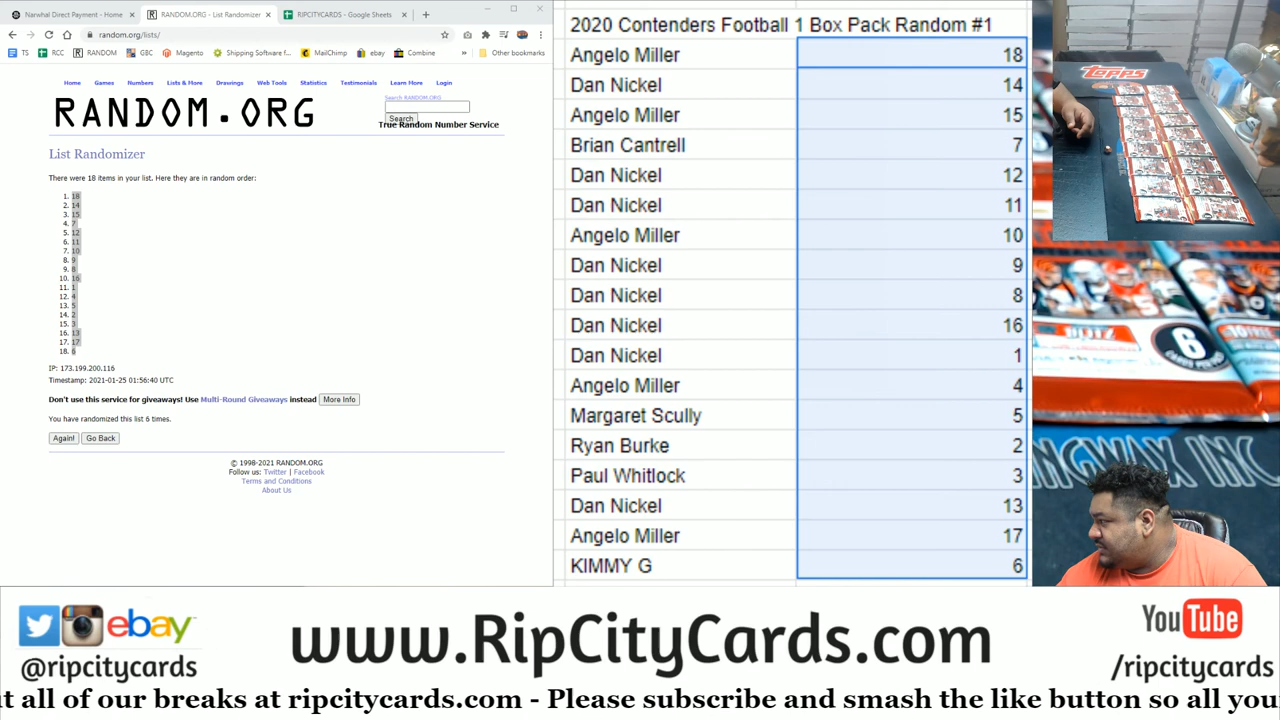 Narwhal Direct Payment - Home
RANDOM.ORG - List Randomizer
RIPCITYCARDS - Google Sheets
random.org/lists/
TS
RCC
RANDOM
GBC
Magento
Shipping Software f...
MailChimp
ebay
Combine
»
Other bookmarks
Home
Games
Numbers
Lists & More
Drawings
Web Tools
Statistics
Testimonials
Learn More
Login
RANDOM.ORG
Search RANDOM.ORG
Search
True Random Number Service
List Randomizer
There were 18 items in your list. Here they are in random order:
1. 18
2. 14
3. 15
4. 7
5. 12
6. 11
7. 10
8. 9
9. 8
10. 16
11. 1
12. 4
13. 5
14. 2
15. 3
16. 13
17. 17
18. 6
IP: 173.199.200.116
Timestamp: 2021-01-25 01:56:40 UTC
Don't use this service for giveaways! Use Multi-Round Giveaways instead More Info
You have randomized this list 6 times.
Again! Go Back
© 1998-2021 RANDOM.ORG
Follow us: Twitter | Facebook
Terms and Conditions
About Us
2020 Contenders Football 1 Box Pack Random #1
Angelo Miller 18
Dan Nickel 14
Angelo Miller 15
Brian Cantrell 7
Dan Nickel 12
Dan Nickel 11
Angelo Miller 10
Dan Nickel 9
Dan Nickel 8
Dan Nickel 16
Dan Nickel 1
Angelo Miller 4
Margaret Scully 5
Ryan Burke 2
Paul Whitlock 3
Dan Nickel 13
Angelo Miller 17
KIMMY G 6
topps
6
NGWAX INC
ebay
@ripcitycards
www.RipCityCards.com
YouTube
/ripcitycards
all of our breaks at ripcitycards.com - Please subscribe and smash the like button so all you